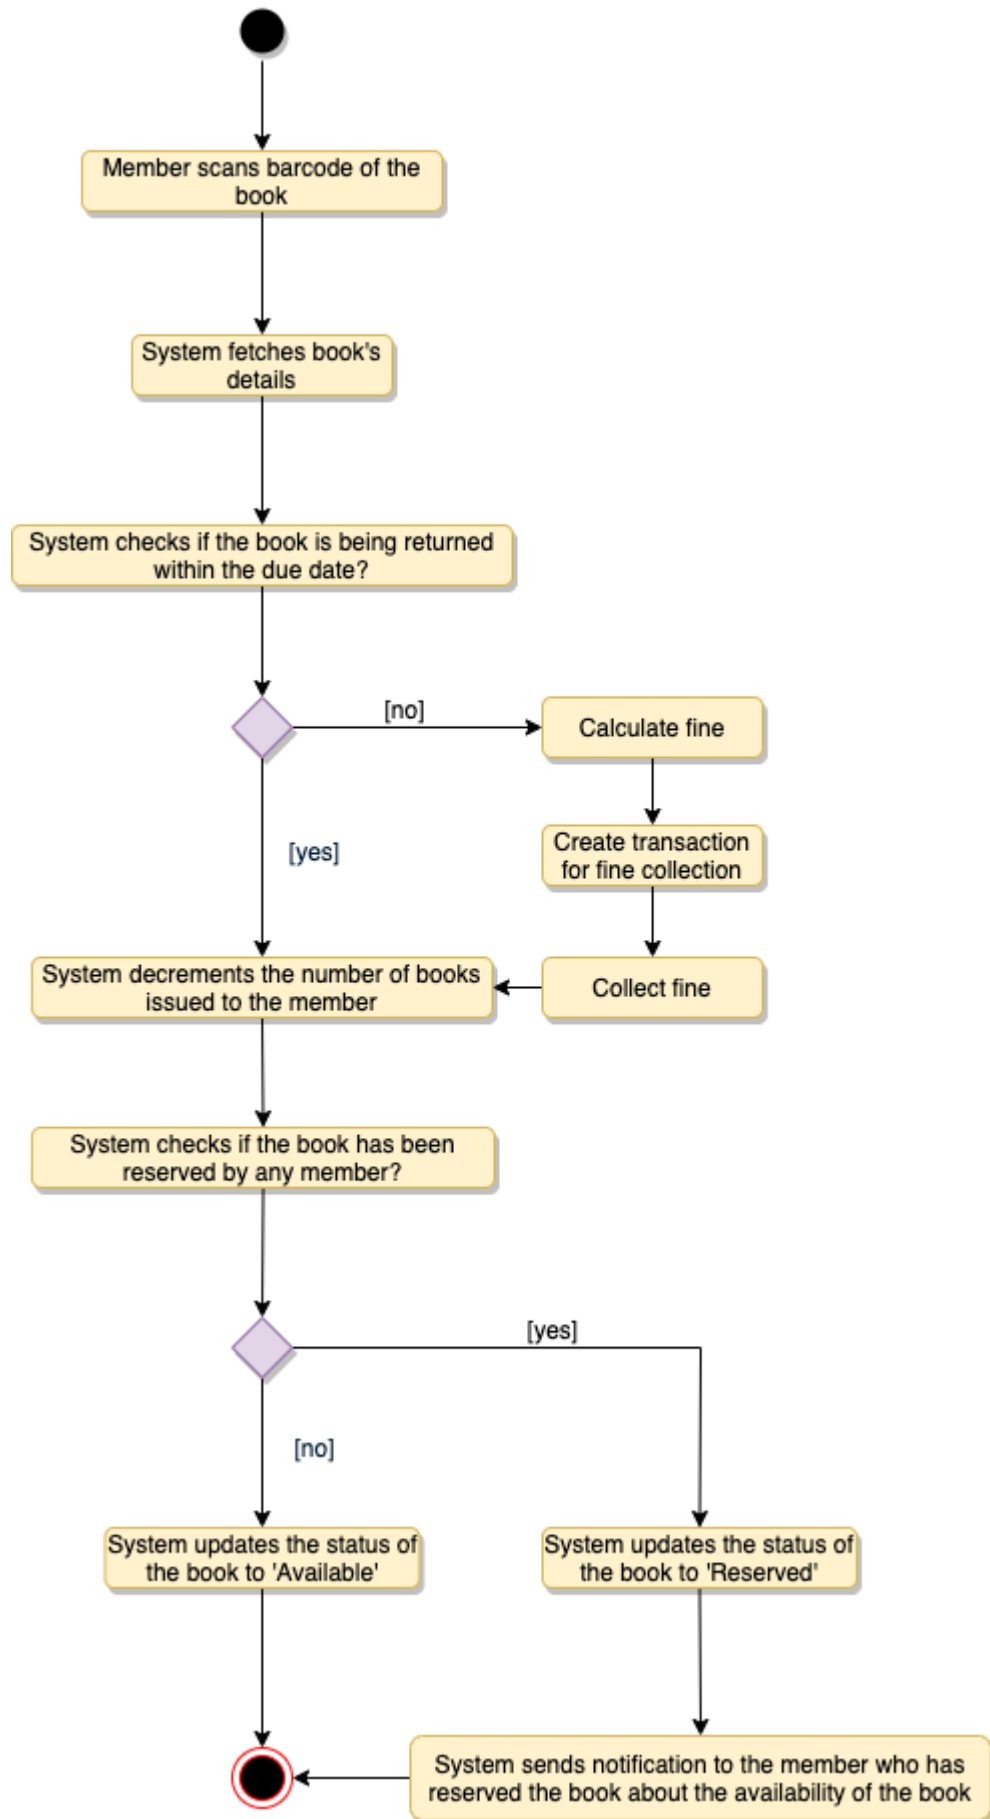 Member scans barcode of the
book
System fetches book's
details
System checks if the book is being returned
within the due date?
[no]
Calculate fine
[yes]
Create transaction
for fine collection
System decrements the number of books
issued to the member
Collect fine
System checks if the book has been
reserved by any member?
[yes]
[no]
System updates the status of
the book to 'Available'
System updates the status of
the book to 'Reserved'
System sends notification to the member who has
reserved the book about the availability of the book